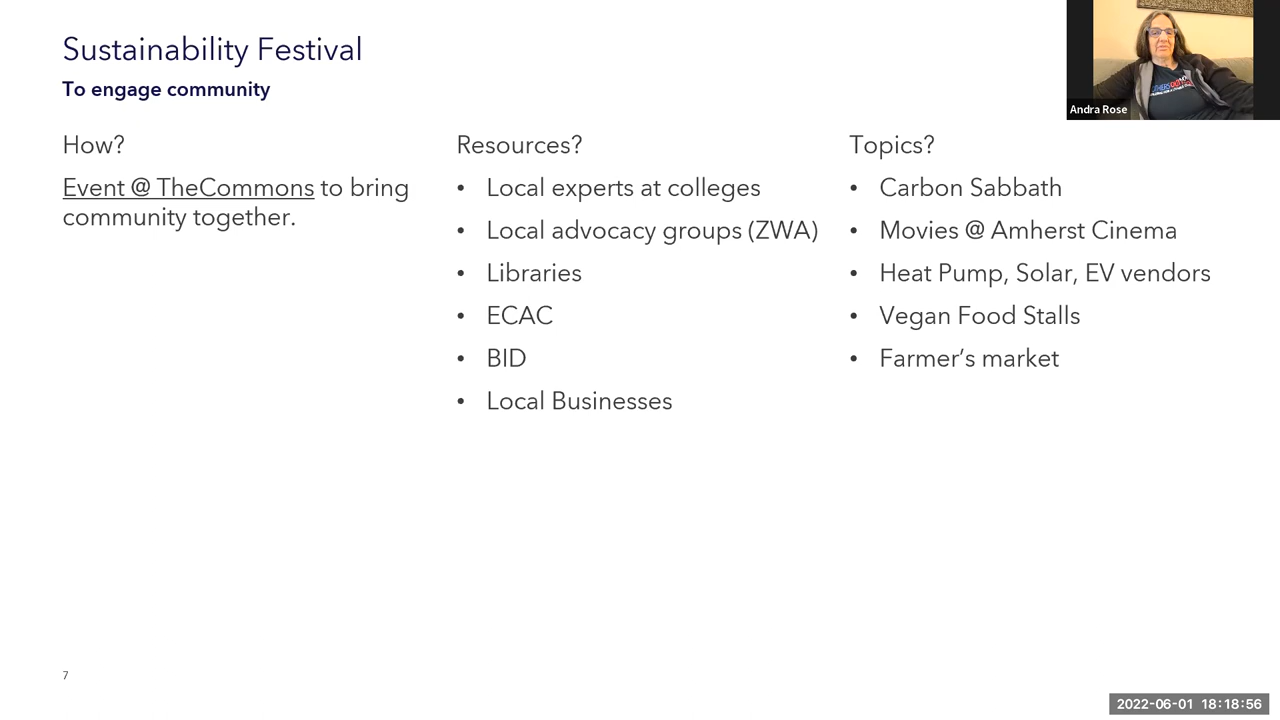 Sustainability Festival
To engage community
Andra Rose
How?
Event @ TheCommons to bring
community together.
Resources?
• Local experts at colleges
• Local advocacy groups (ZWA)
• Libraries
• ECAC
• BID
• Local Businesses
Topics?
• Carbon Sabbath
• Movies @ Amherst Cinema
• Heat Pump, Solar, EV vendors
• Vegan Food Stalls
• Farmer’s market
7
2022-06-01 18:18:56